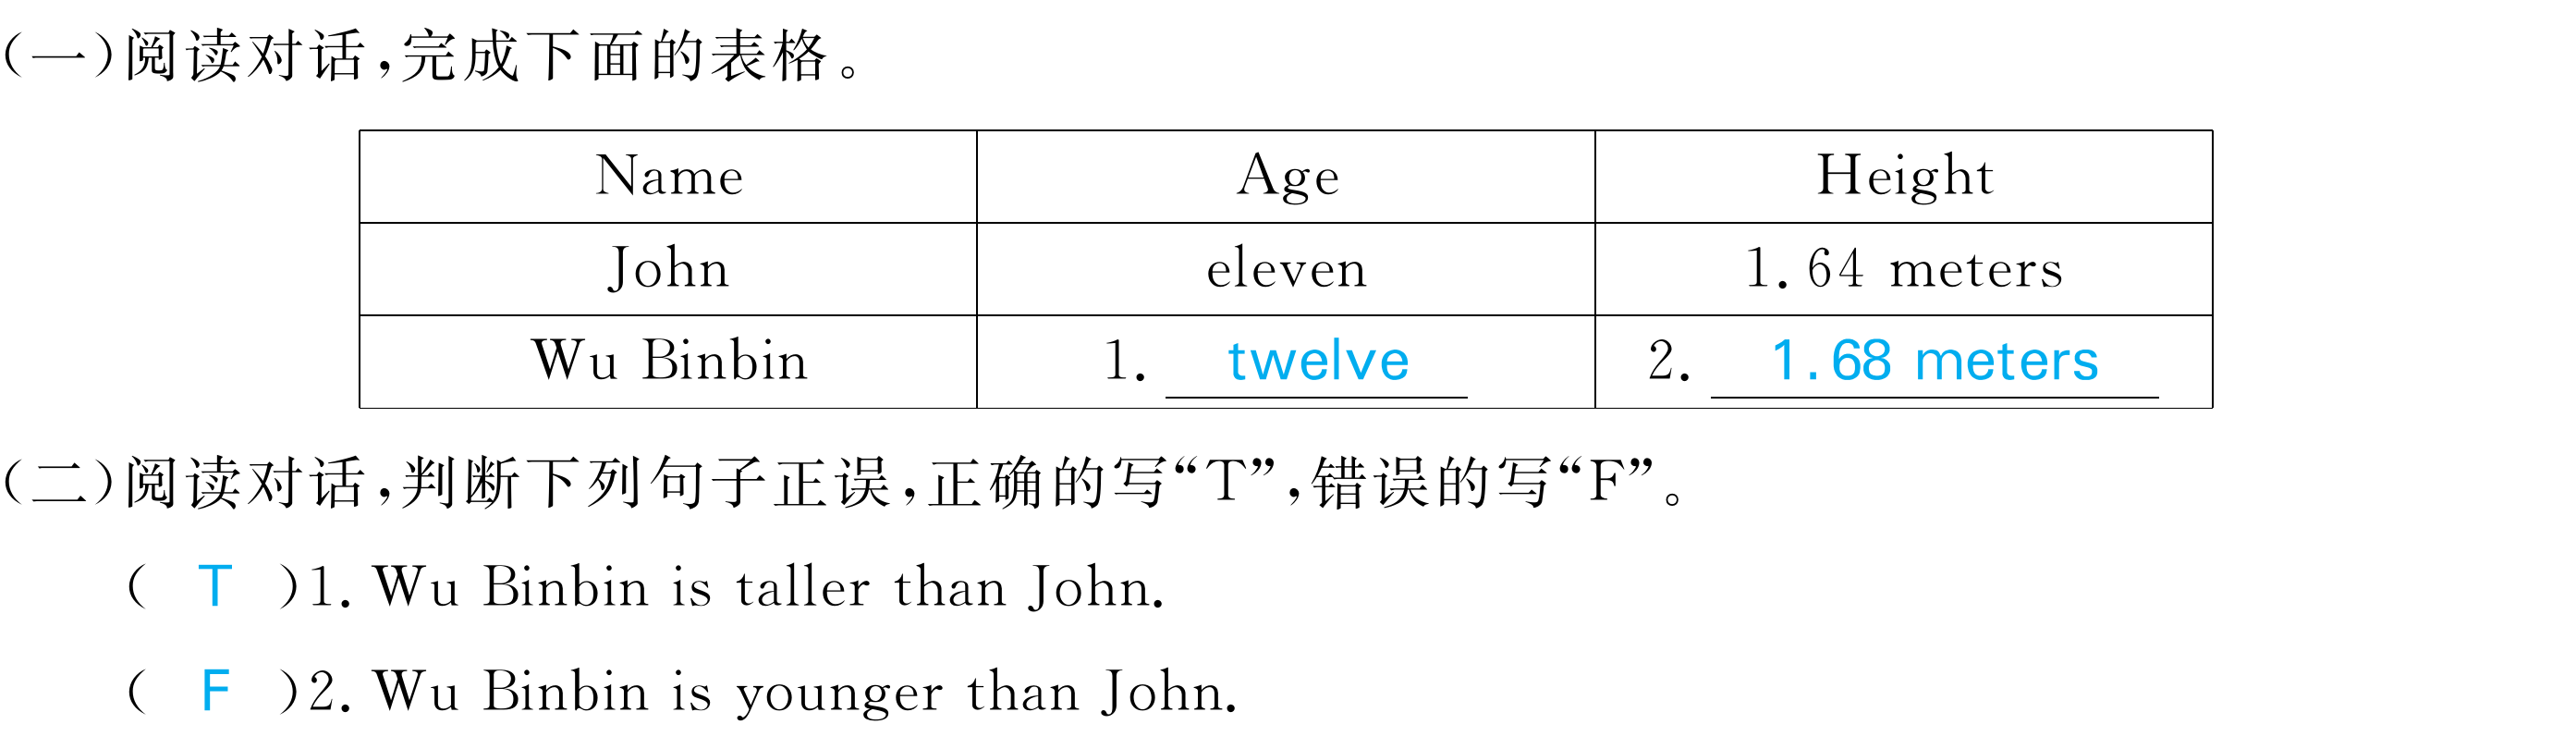 (一)阅读对话,完成下面的表格。
Name Age Height
John eleven 1.64 meters
Wu Binbin 1. twelve 2. 1.68 meters
(二)阅读对话,判断下列句子正误,正确的写“T”,错误的写“F”。
( T )1. Wu Binbin is taller than John.
( F )2. Wu Binbin is younger than John.